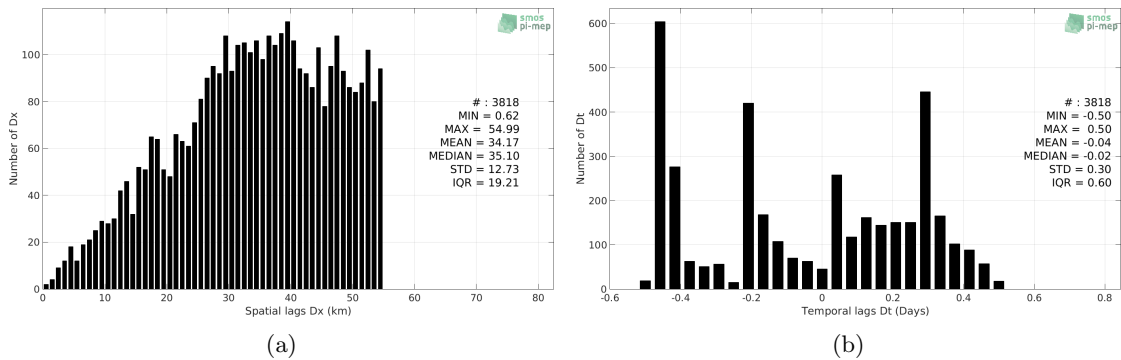 smos
pi-mep
100
80
60
40
20
0
Number of Dx
# : 3818
MIN = 0.62
MAX = 54.99
MEAN = 34.17
MEDIAN = 35.10
STD = 12.73
IQR = 19.21
0 10 20 30 40 50 60 70 80
Spatial lags Dx (km)
(a)
smos
pi-mep
600
500
400
300
200
100
0
Number of Dt
# : 3818
MIN = -0.50
MAX = 0.50
MEAN = -0.04
MEDIAN = -0.02
STD = 0.30
IQR = 0.60
-0.6 -0.4 -0.2 0 0.2 0.4 0.6 0.8
Temporal lags Dt (Days)
(b)